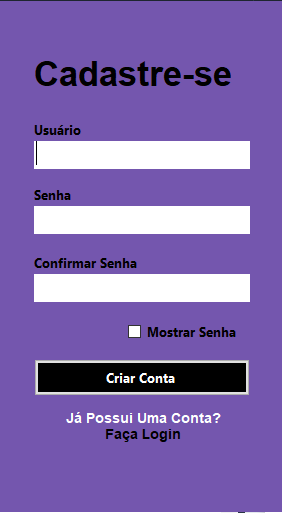 Cadastre-se
Usuário
Senha
Confirmar Senha
Mostrar Senha
Criar Conta
Já Possui Uma Conta?
Faça Login